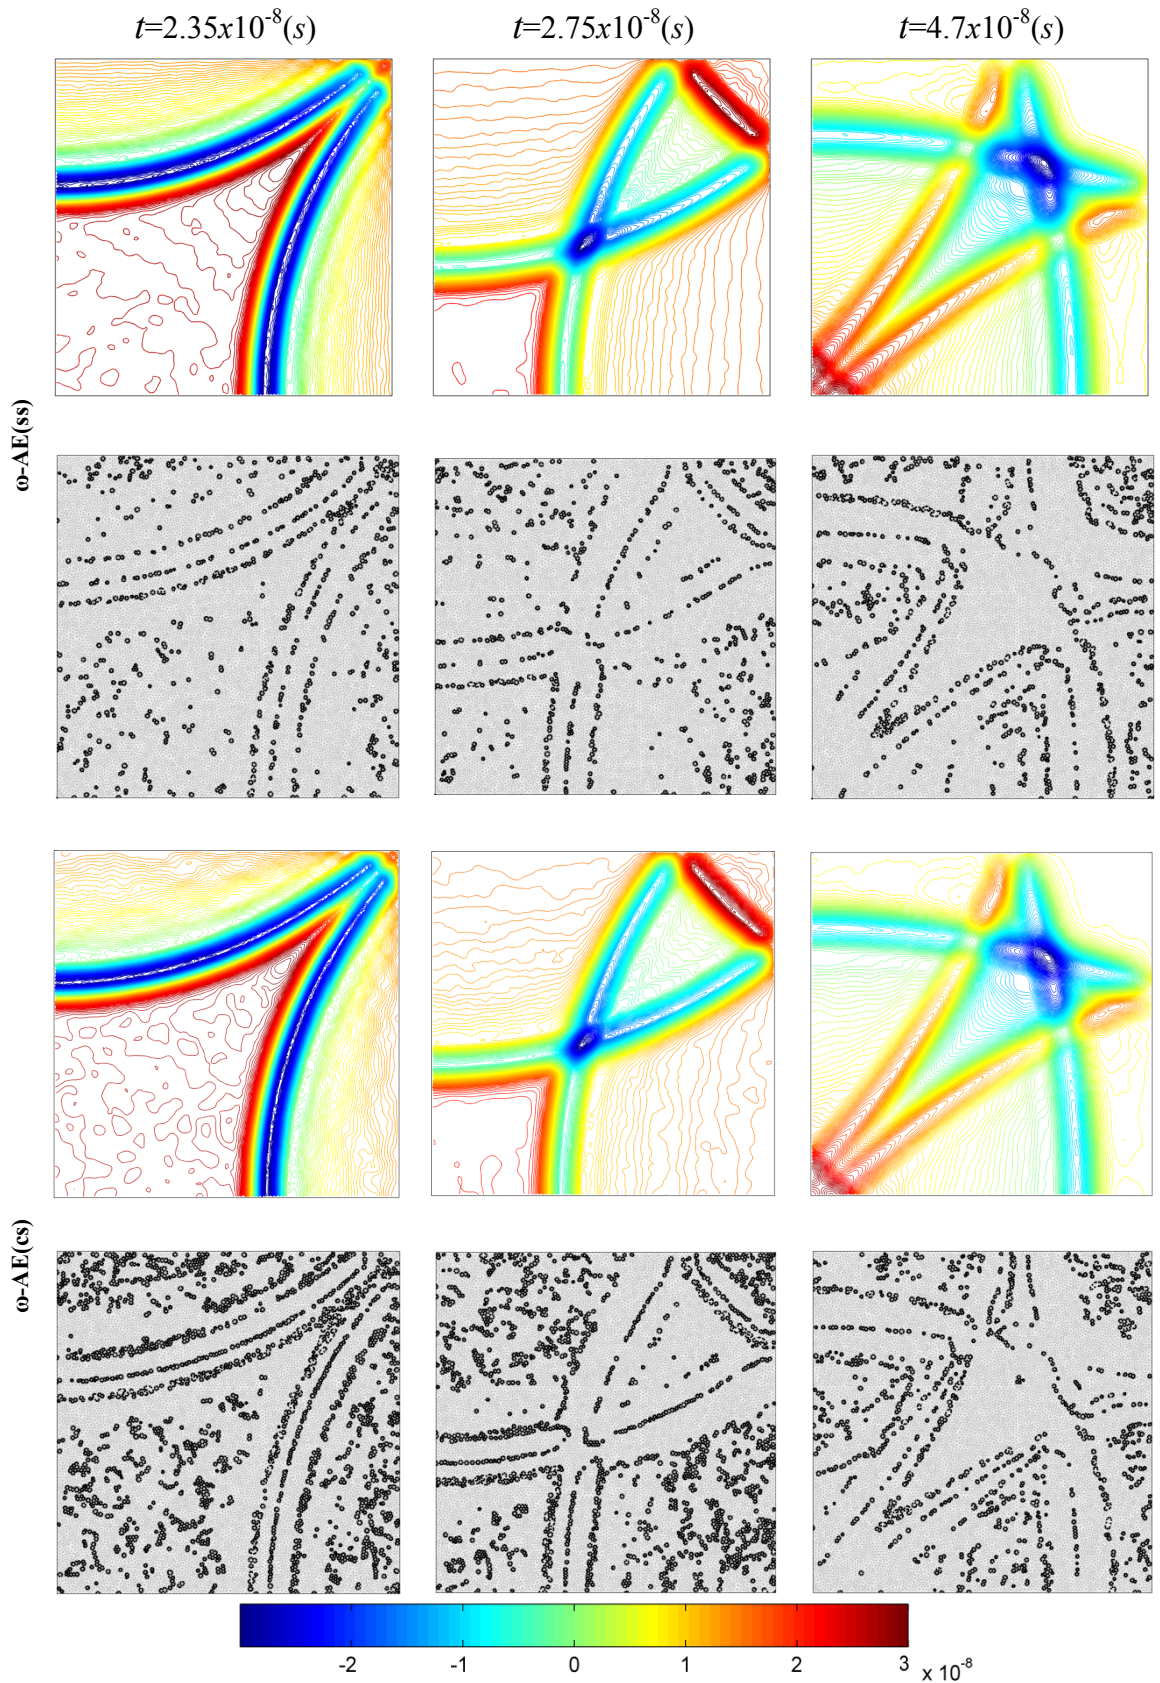 t=2.35x10⁻⁸(s) t=2.75x10⁻⁸(s) t=4.7x10⁻⁸(s)
ω-AE(ss)
ω-AE(cs)
-2 -1 0 1 2 3 x 10⁻⁸